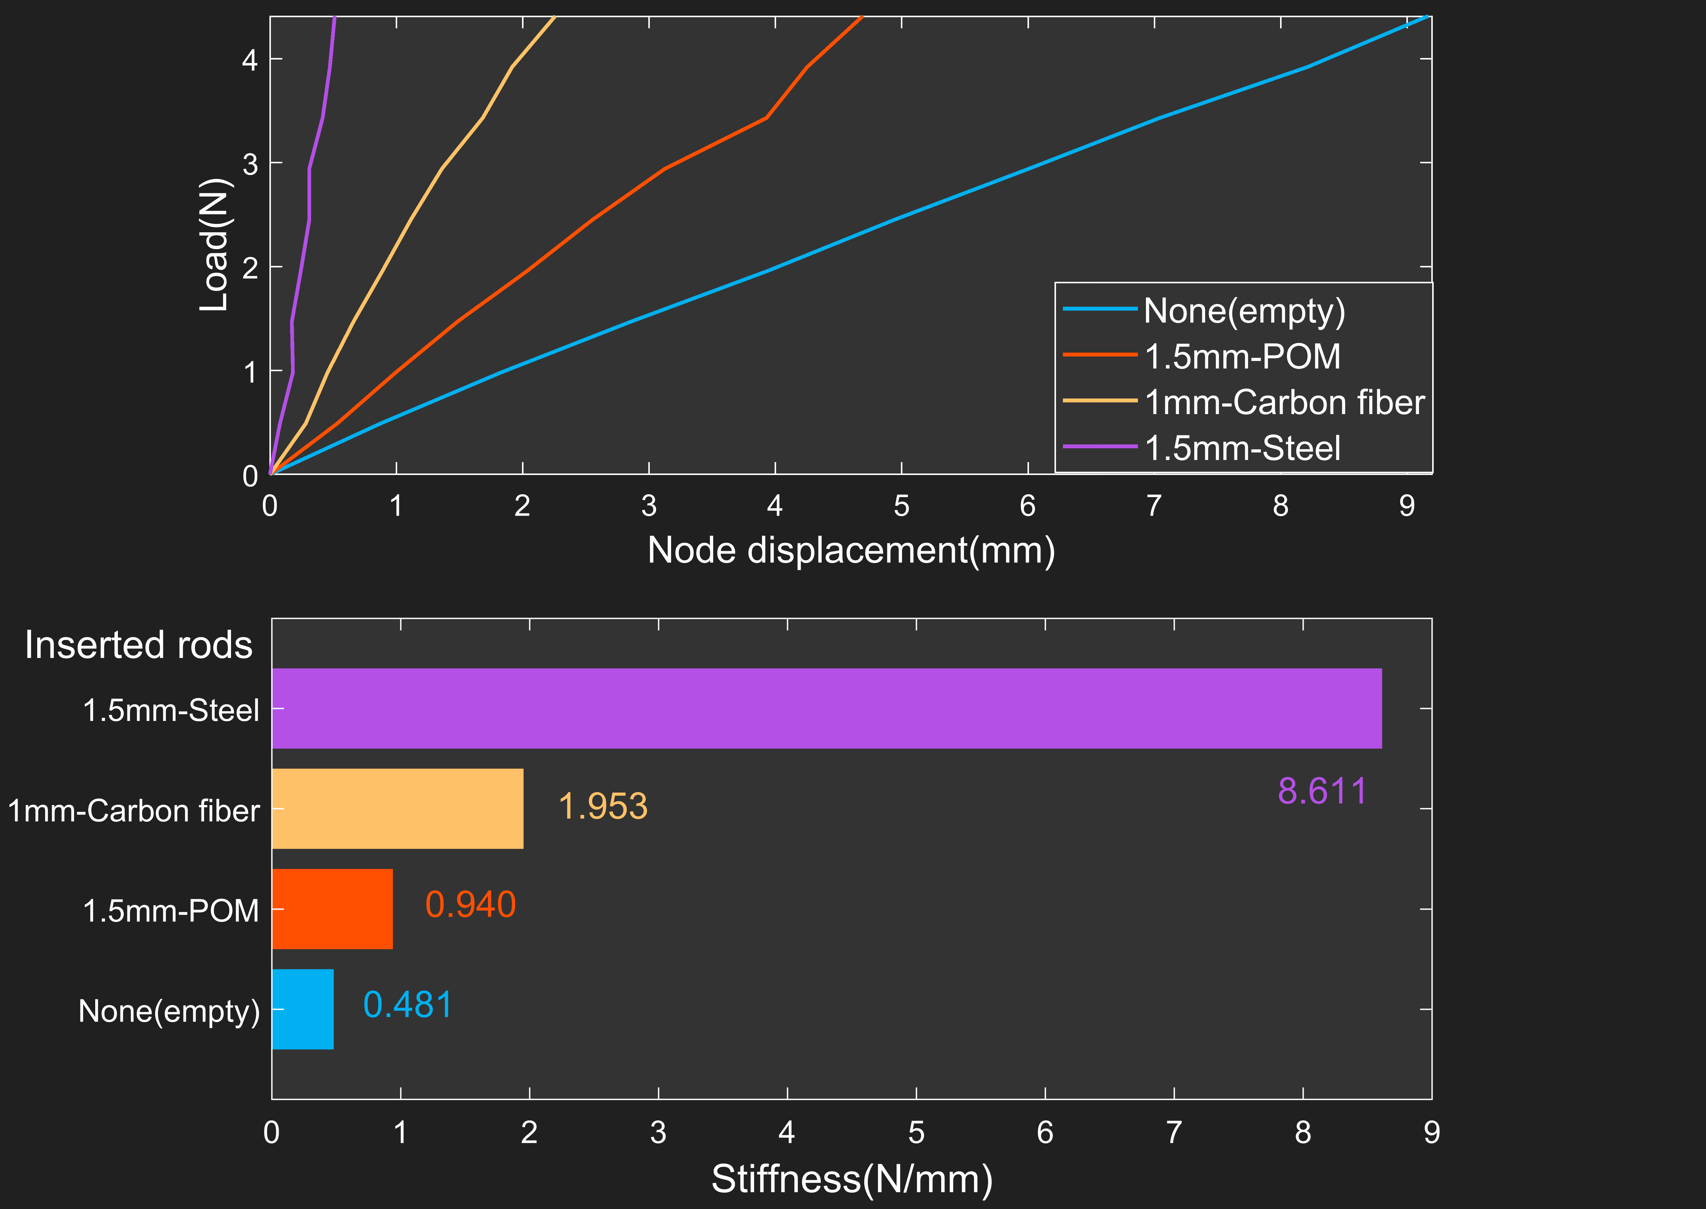 4
3
2
1
0
Load(N)
None(empty)
1.5mm-POM
1mm-Carbon fiber
1.5mm-Steel
0 1 2 3 4 5 6 7 8 9
Node displacement(mm)
Inserted rods
1.5mm-Steel
8.611
1mm-Carbon fiber
1.953
1.5mm-POM
0.940
None(empty)
0.481
0 1 2 3 4 5 6 7 8 9
Stiffness(N/mm)